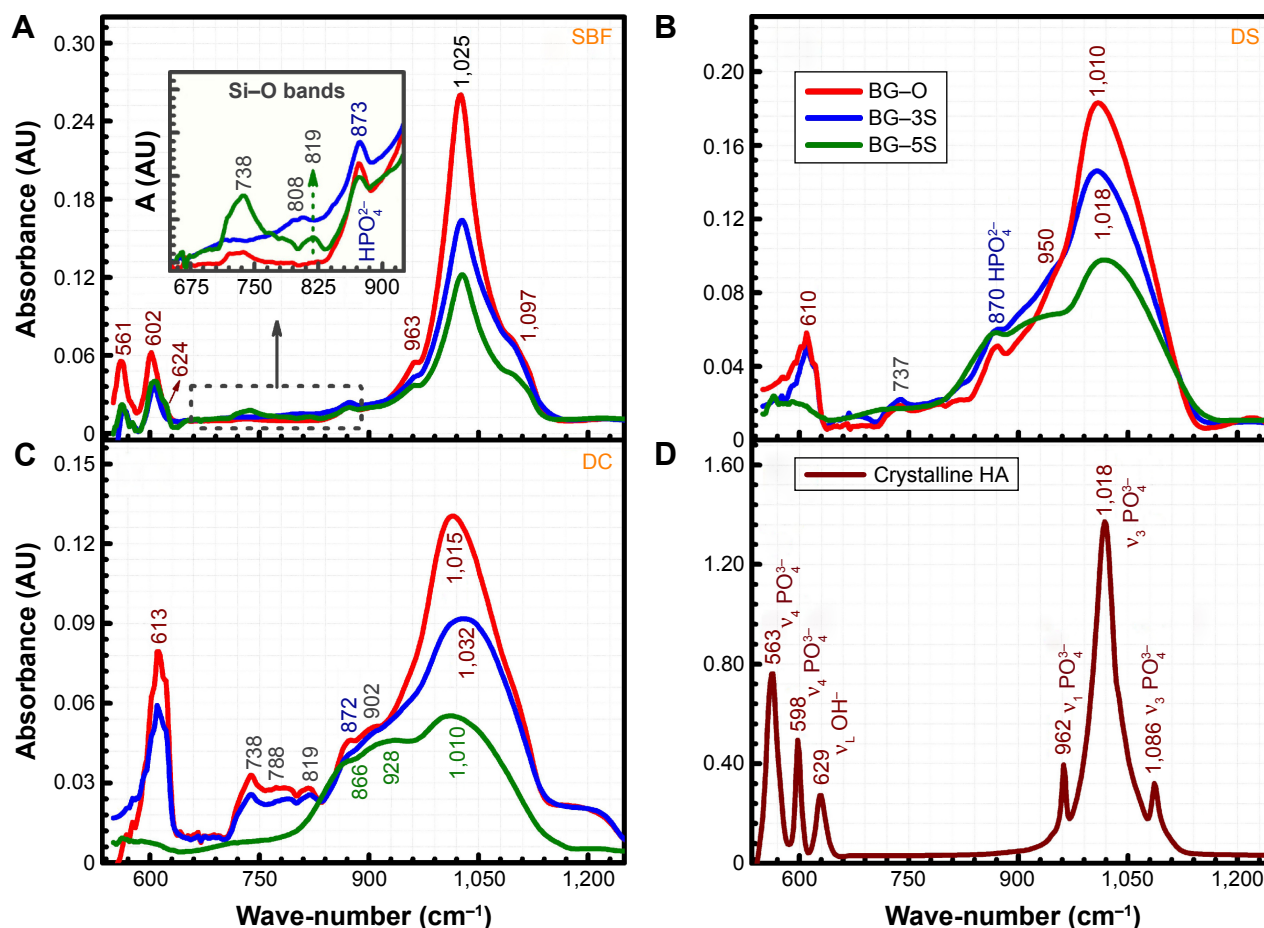 A
SBF
Absorbance (AU)
0.30
0.24
0.18
0.12
0.06
0
Si–O bands
A (AU)
738
808
819
873
HPO₄²⁻
675 750 825 900
561
602
624
963
1,025
1,097
B
DS
0.20
0.16
0.12
0.08
0.04
0
BG–O
BG–3S
BG–5S
610
737
870 HPO₄²⁻
950
1,010
1,018
C
DC
Absorbance (AU)
0.15
0.12
0.09
0.06
0.03
0
613
738
788
819
872
902
866
928
1,015
1,032
1,010
600 750 900 1,050 1,200
Wave-number (cm⁻¹)
D
Crystalline HA
1.60
1.20
0.80
0.40
0
563 ν₄ PO₄³⁻
598 ν₄ PO₄³⁻
629 ν_L OH⁻
962 ν₁ PO₄³⁻
1,018 ν₃ PO₄³⁻
1,086 ν₃ PO₄³⁻
600 750 900 1,050 1,200
Wave-number (cm⁻¹)